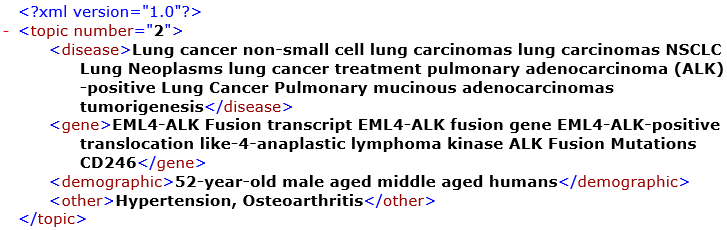 <?xml version="1.0"?>
- <topic number="2">
<disease>Lung cancer non-small cell lung carcinomas lung carcinomas NSCLC
Lung Neoplasms lung cancer treatment pulmonary adenocarcinoma (ALK)
-positive Lung Cancer Pulmonary mucinous adenocarcinomas
tumorigenesis</disease>
<gene>EML4-ALK Fusion transcript EML4-ALK fusion gene EML4-ALK-positive
translocation like-4-anaplastic lymphoma kinase ALK Fusion Mutations
CD246</gene>
<demographic>52-year-old male aged middle aged humans</demographic>
<other>Hypertension, Osteoarthritis</other>
</topic>